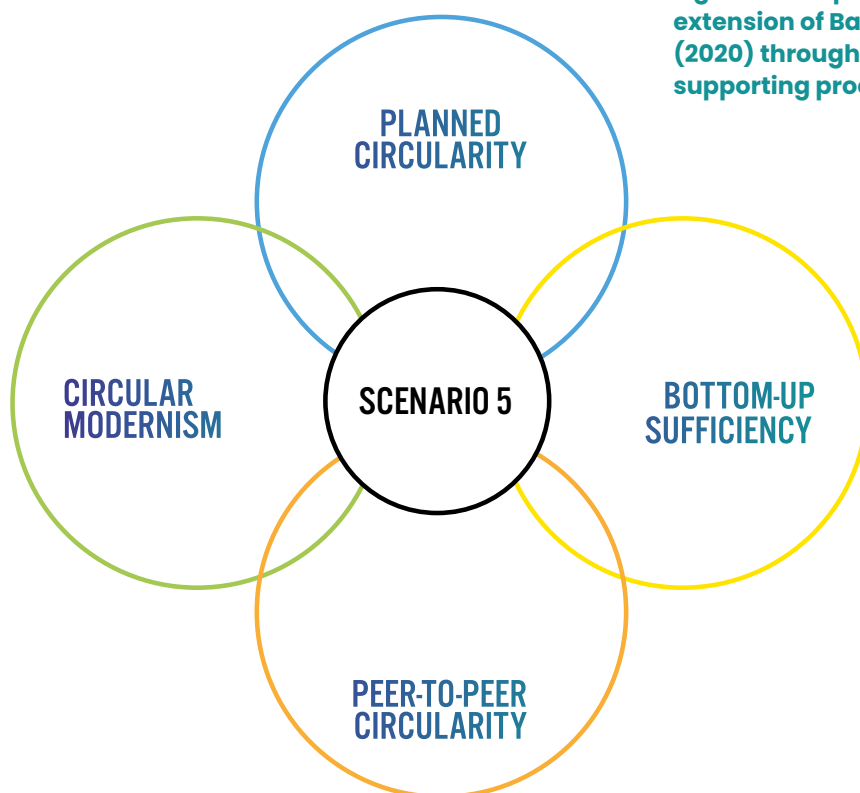 extension of Ba
(2020) through
supporting proc
PLANNED
CIRCULARITY
CIRCULAR
MODERNISM
SCENARIO 5
BOTTOM-UP
SUFFICIENCY
PEER-TO-PEER
CIRCULARITY